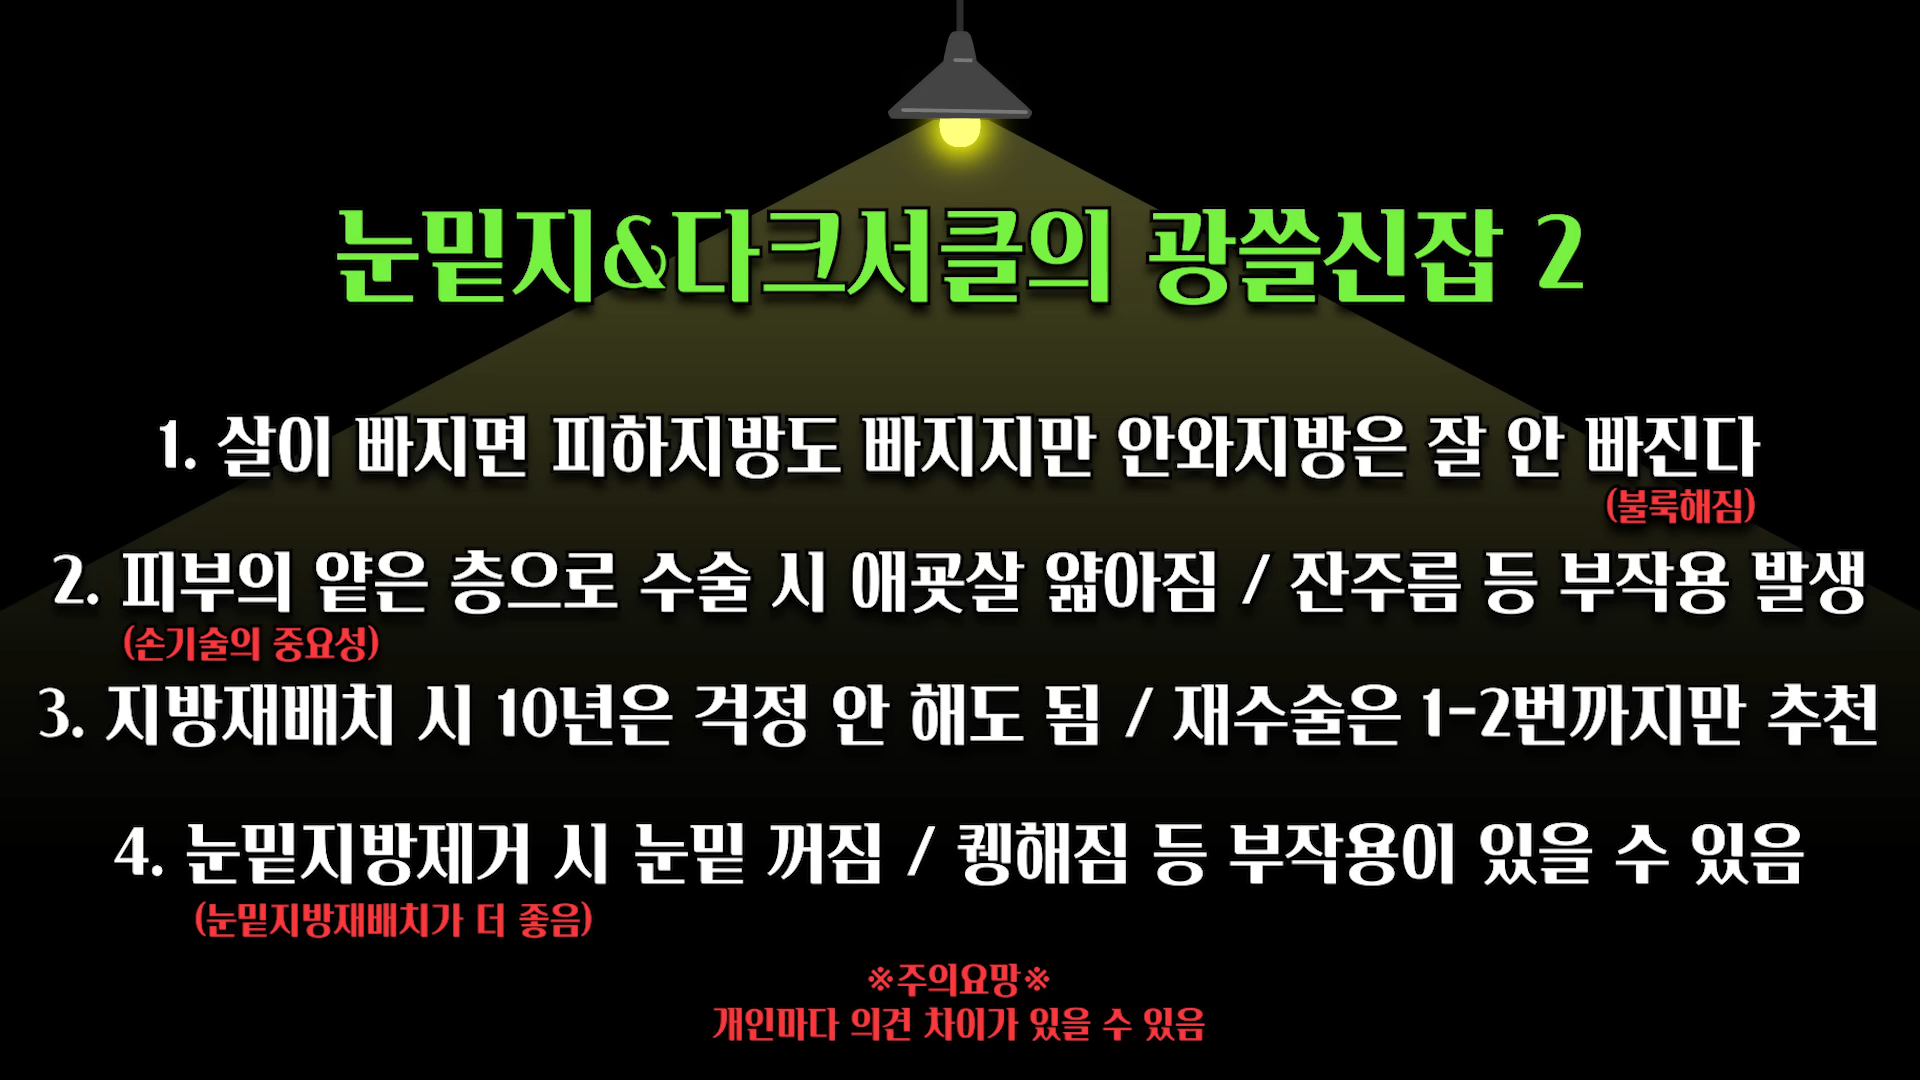 눈밑지&다크서클의 광쓸신잡 2
1. 살이 빠지면 피하지방도 빠지지만 안와지방은 잘 안 빠진다
(불룩해짐)
2. 피부의 얕은 층으로 수술 시 애굣살 얇아짐 / 잔주름 등 부작용 발생
(손기술의 중요성)
3. 지방재배치 시 10년은 걱정 안 해도 됨 / 재수술은 1-2번까지만 추천
4. 눈밑지방제거 시 눈밑 꺼짐 / 퀭해짐 등 부작용이 있을 수 있음
(눈밑지방재배치가 더 좋음)
※주의요망※
개인마다 의견 차이가 있을 수 있음